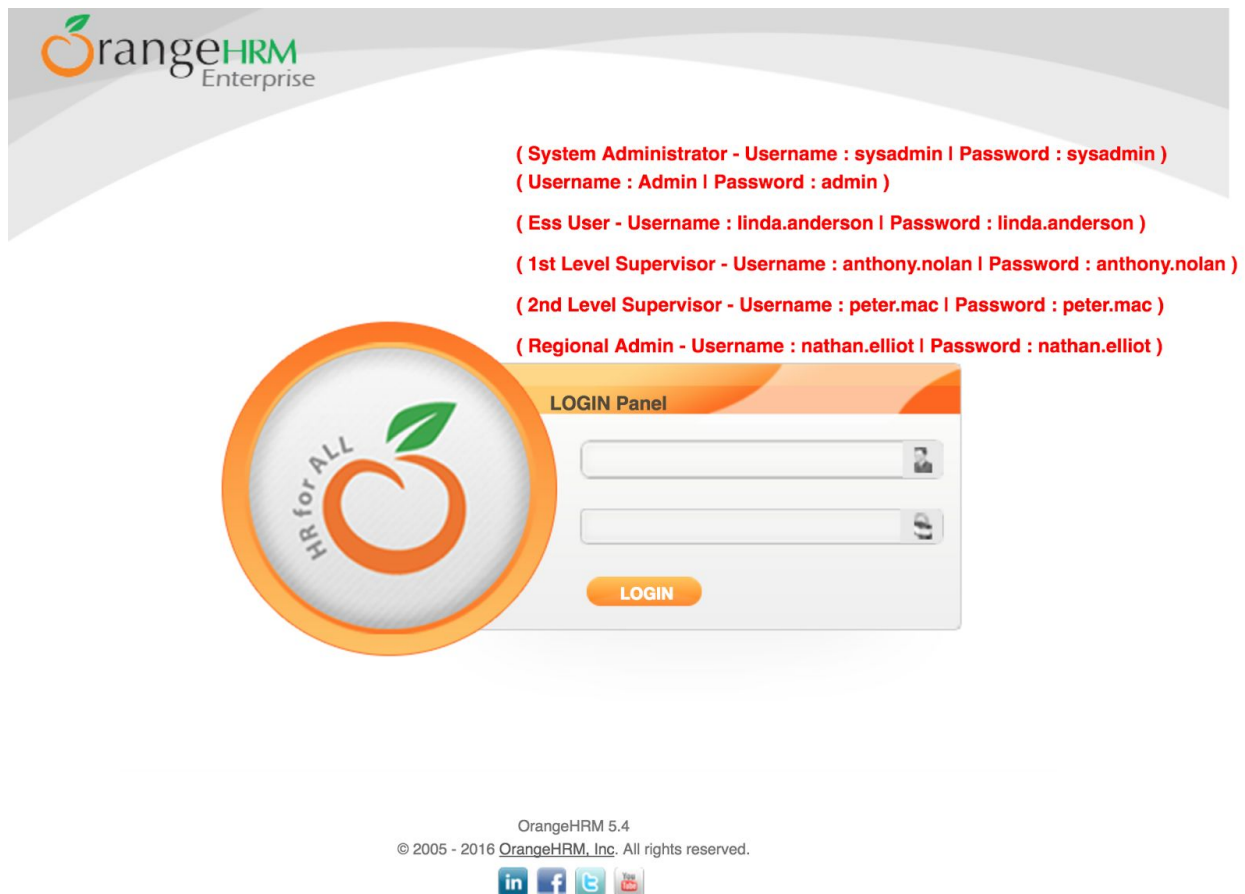 OrangeHRM
Enterprise
( System Administrator - Username : sysadmin | Password : sysadmin )
( Username : Admin | Password : admin )
( Ess User - Username : linda.anderson | Password : linda.anderson )
( 1st Level Supervisor - Username : anthony.nolan | Password : anthony.nolan )
( 2nd Level Supervisor - Username : peter.mac | Password : peter.mac )
( Regional Admin - Username : nathan.elliot | Password : nathan.elliot )
LOGIN Panel
HR for ALL
LOGIN
OrangeHRM 5.4
© 2005 - 2016 OrangeHRM, Inc. All rights reserved.
in f t You